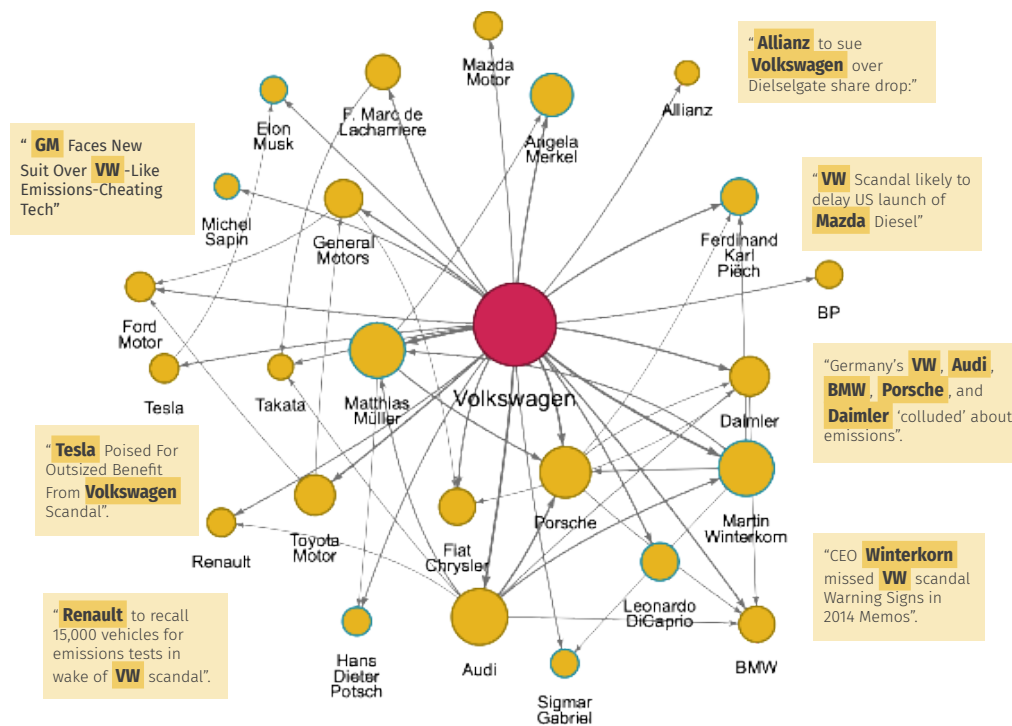 Mazda
Motor
F. Marc de
Lacharriere
Elon
Musk
Angela
Merkel
Allianz
“ Allianz to sue
Volkswagen over
Dielselgate share drop:”
“ GM Faces New
Suit Over VW -Like
Emissions-Cheating
Tech”
Michel
Sapin
General
Motors
Ferdinand
Karl
Piëch
“ VW Scandal likely to
delay US launch of
Mazda Diesel”
BP
Ford
Motor
Tesla
Takata
Matthias
Müller
Volkswagen
Daimler
“Germany’s VW , Audi ,
BMW , Porsche , and
Daimler ‘colluded’ about
emissions”.
“ Tesla Poised For
Outsized Benefit
From Volkswagen
Scandal”.
Renault
Toyota
Motor
Fiat
Chrysler
Porsche
Martin
Winterkorn
“CEO Winterkorn
missed VW scandal
Warning Signs in
2014 Memos”.
“ Renault to recall
15,000 vehicles for
emissions tests in
wake of VW scandal”.
Hans
Dieter
Potsch
Audi
Leonardo
DiCaprio
Sigmar
Gabriel
BMW